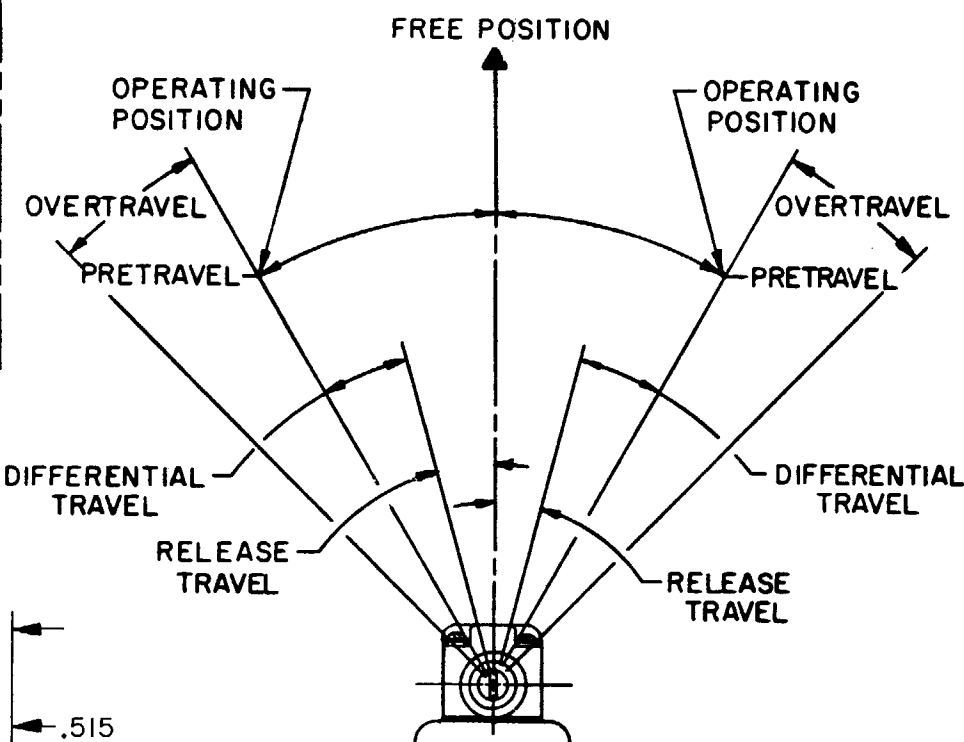 FREE POSITION
OPERATING
POSITION
OPERATING
POSITION
OVERTRAVEL
OVERTRAVEL
PRETRAVEL
PRETRAVEL
DIFFERENTIAL
TRAVEL
DIFFERENTIAL
TRAVEL
RELEASE
TRAVEL
RELEASE
TRAVEL
.515